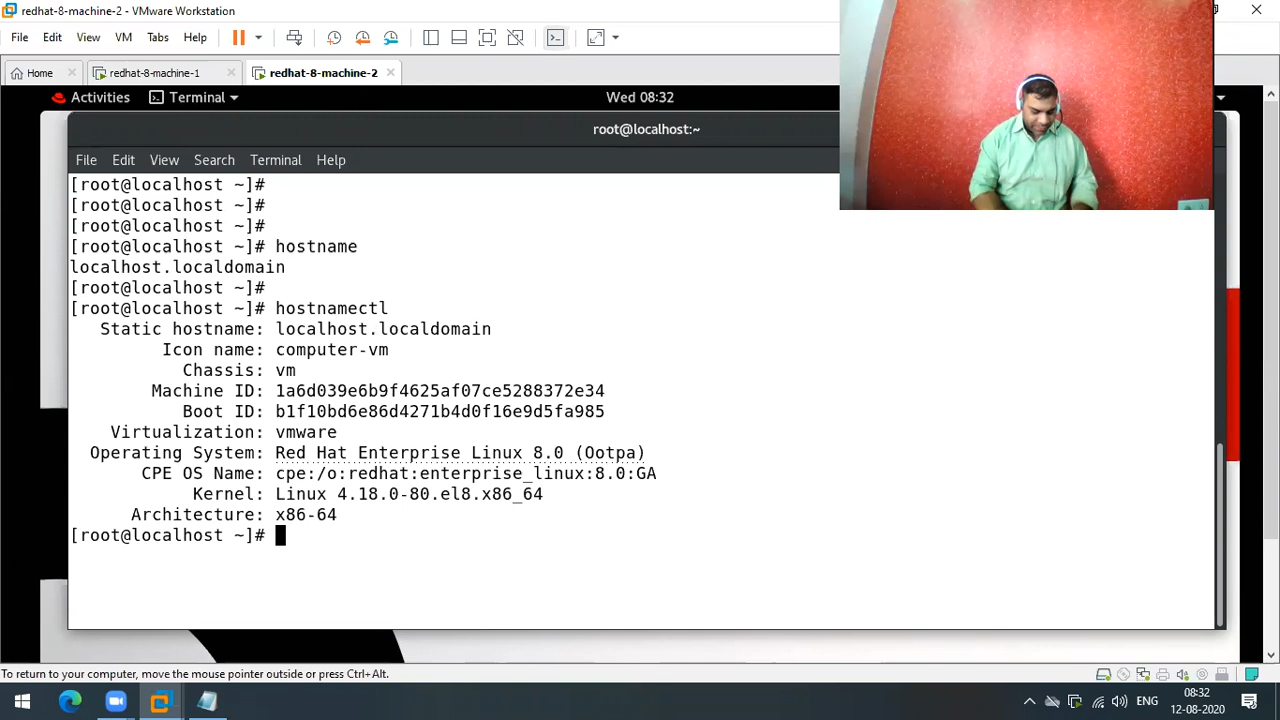 redhat-8-machine-2 - VMware Workstation
File Edit View VM Tabs Help
Home redhat-8-machine-1 redhat-8-machine-2
Activities Terminal Wed 08:32
root@localhost:~
File Edit View Search Terminal Help
[root@localhost ~]#
[root@localhost ~]#
[root@localhost ~]#
[root@localhost ~]# hostname
localhost.localdomain
[root@localhost ~]#
[root@localhost ~]# hostnamectl
Static hostname: localhost.localdomain
Icon name: computer-vm
Chassis: vm
Machine ID: 1a6d039e6b9f4625af07ce5288372e34
Boot ID: b1f10bd6e86d4271b4d0f16e9d5fa985
Virtualization: vmware
Operating System: Red Hat Enterprise Linux 8.0 (Ootpa)
CPE OS Name: cpe:/o:redhat:enterprise_linux:8.0:GA
Kernel: Linux 4.18.0-80.el8.x86_64
Architecture: x86-64
[root@localhost ~]#
To return to your computer, move the mouse pointer outside or press Ctrl+Alt.
ENG
08:32
12-08-2020